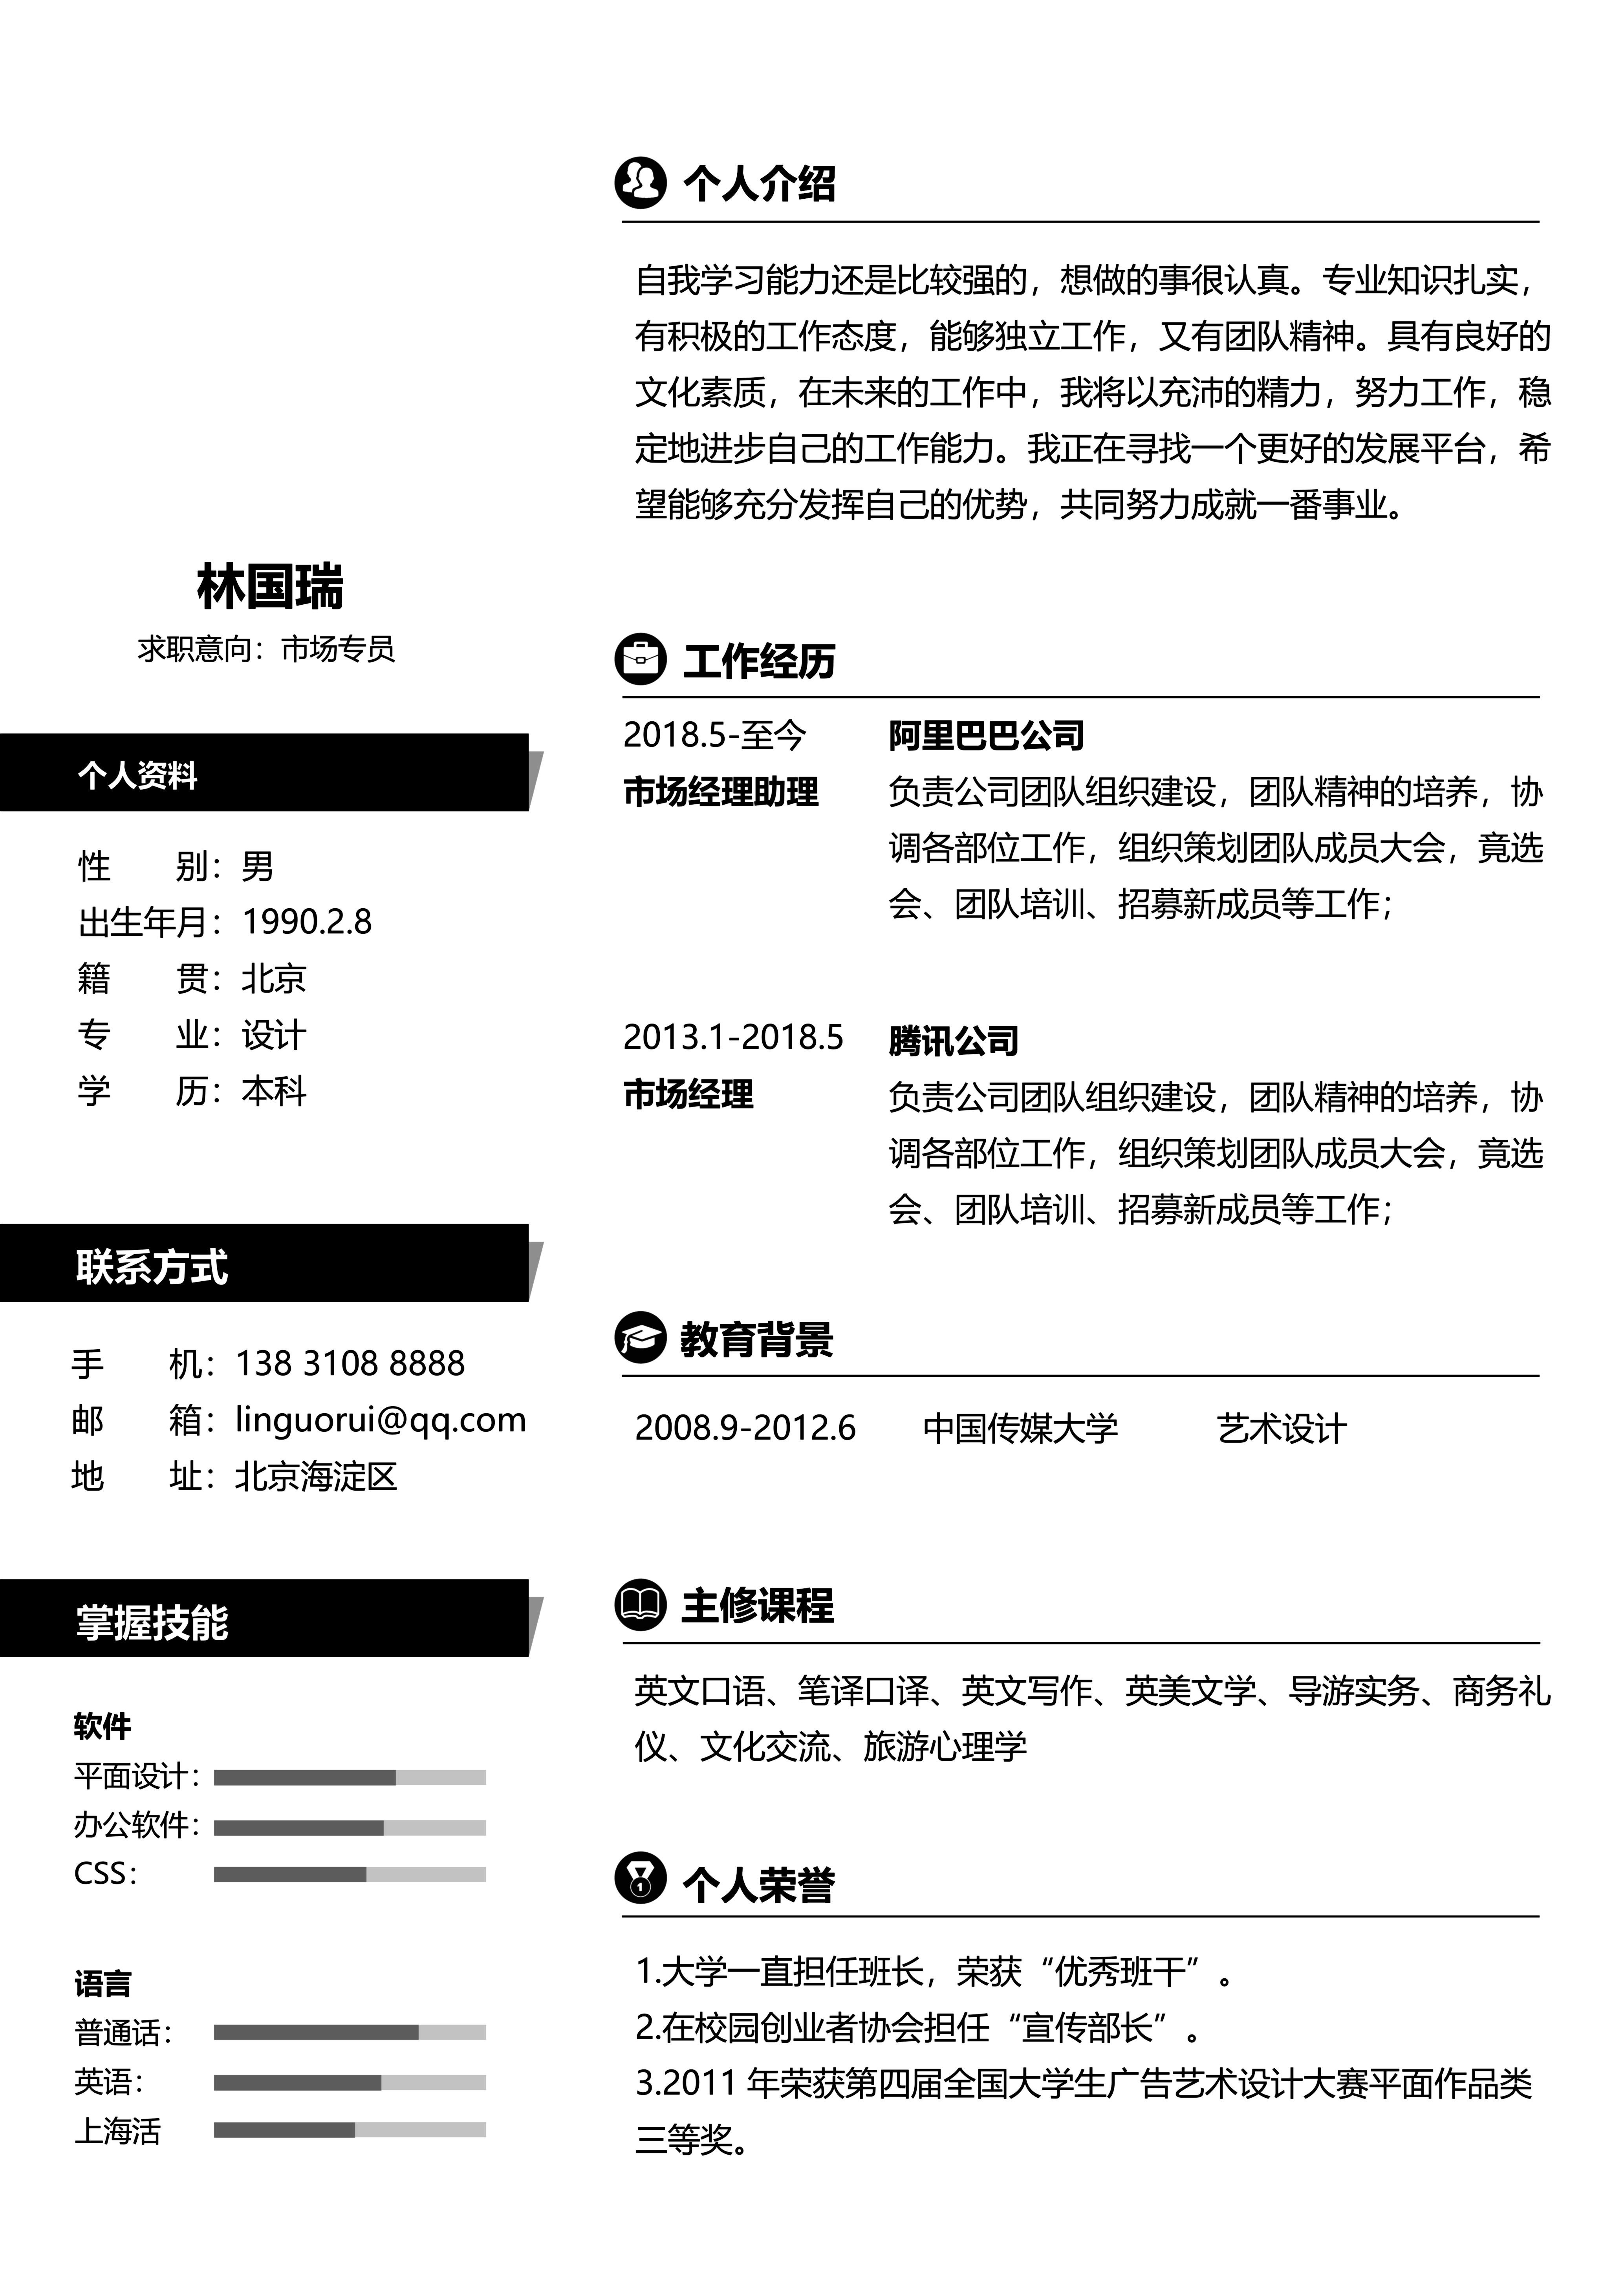 林国瑞
求职意向：市场专员
个人资料
性　　别：男
出生年月：1990.2.8
籍　　贯：北京
专　　业：设计
学　　历：本科
联系方式
手　　机：138 3108 8888
邮　　箱：linguorui@qq.com
地　　址：北京海淀区
掌握技能
软件
平面设计：
办公软件：
CSS：
语言
普通话：
英语：
上海活
个人介绍
自我学习能力还是比较强的，想做的事很认真。专业知识扎实，
有积极的工作态度，能够独立工作，又有团队精神。具有良好的
文化素质，在未来的工作中，我将以充沛的精力，努力工作，稳
定地进步自己的工作能力。我正在寻找一个更好的发展平台，希
望能够充分发挥自己的优势，共同努力成就一番事业。
工作经历
2018.5-至今
市场经理助理
阿里巴巴公司
负责公司团队组织建设，团队精神的培养，协
调各部位工作，组织策划团队成员大会，竟选
会、团队培训、招募新成员等工作；
2013.1-2018.5
市场经理
腾讯公司
负责公司团队组织建设，团队精神的培养，协
调各部位工作，组织策划团队成员大会，竟选
会、团队培训、招募新成员等工作；
教育背景
2008.9-2012.6　中国传媒大学　艺术设计
主修课程
英文口语、笔译口译、英文写作、英美文学、导游实务、商务礼
仪、文化交流、旅游心理学
1
个人荣誉
1.大学一直担任班长，荣获“优秀班干”。
2.在校园创业者协会担任“宣传部长”。
3.2011 年荣获第四届全国大学生广告艺术设计大赛平面作品类
三等奖。